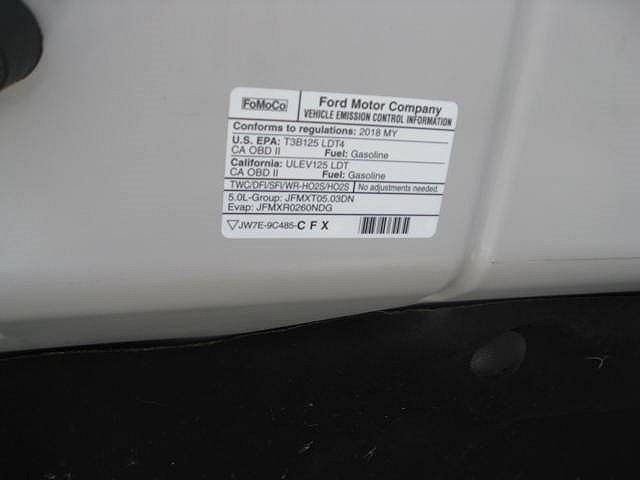 FoMoCo
Ford Motor Company
VEHICLE EMISSION CONTROL INFORMATION
Conforms to regulations: 2018 MY
U.S. EPA: T3B125 LDT4
CA OBD II Fuel: Gasoline
California: ULEV125 LDT
CA OBD II Fuel: Gasoline
TWC/DFI/SFI/WR-HO2S/HO2S No adjustments needed.
5.0L-Group: JFMXT05.03DN
Evap: JFMXR0260NDG
JW7E-9C485-CFX